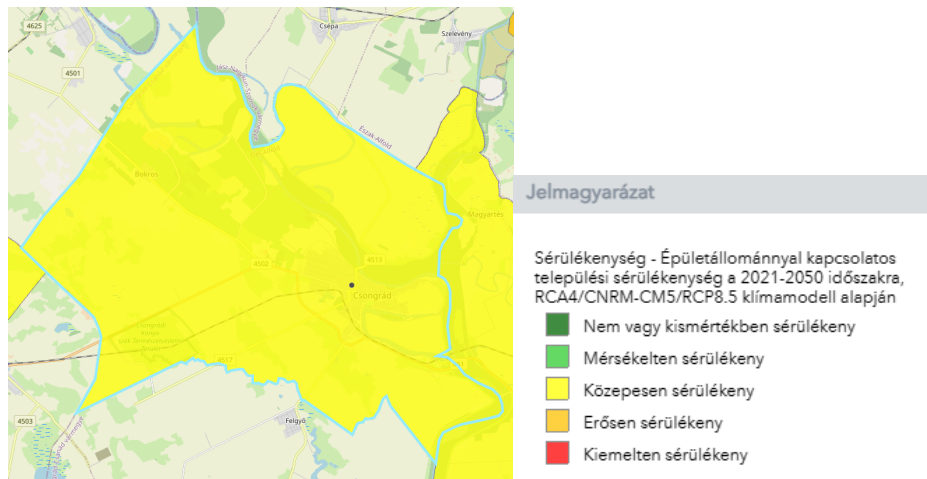 4625
Csépa
Szelevény
4501
Észak-Alföld
Bokros
Magyartés
4502
4519
Csongrád
4517
4503
Felgyő
Jelmagyarázat
Sérülékenység - Épületállománnyal kapcsolatos
települési sérülékenység a 2021-2050 időszakra,
RCA4/CNRM-CM5/RCP8.5 klímamodell alapján
Nem vagy kismértékben sérülékeny
Mérsékelten sérülékeny
Közepesen sérülékeny
Erősen sérülékeny
Kiemelten sérülékeny